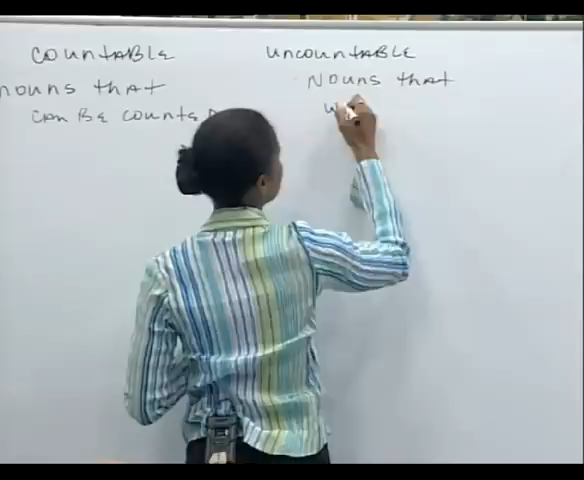 countable
nouns that
can be counted
uncountable
Nouns that